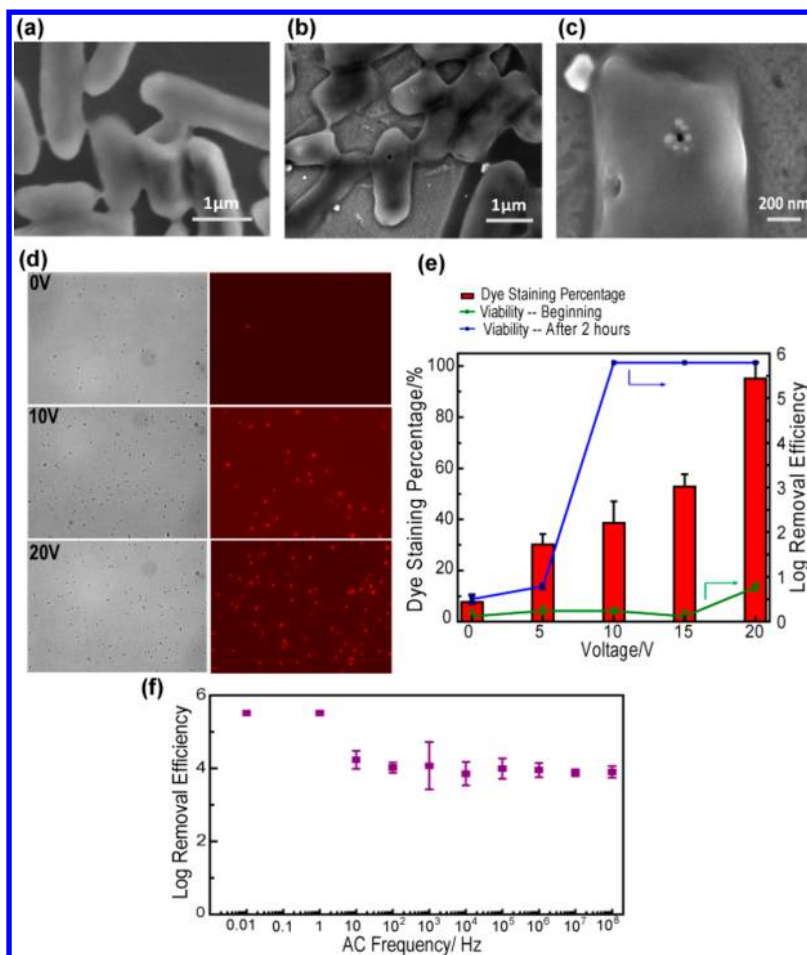 (a)
(b)
(c)
1μm
1μm
200 nm
(d)
0V
10V
20V
(e)
Dye Staining Percentage
Viability -- Beginning
Viability -- After 2 hours
Dye Staining Percentage/%
100
80
60
40
20
0
6
5
4
3
2
1
0
Log Removal Efficiency
0 5 10 15 20
Voltage/V
(f)
Log Removal Efficiency
6
4
2
0
0.01 0.1 1 10 10² 10³ 10⁴ 10⁵ 10⁶ 10⁷ 10⁸
AC Frequency/ Hz